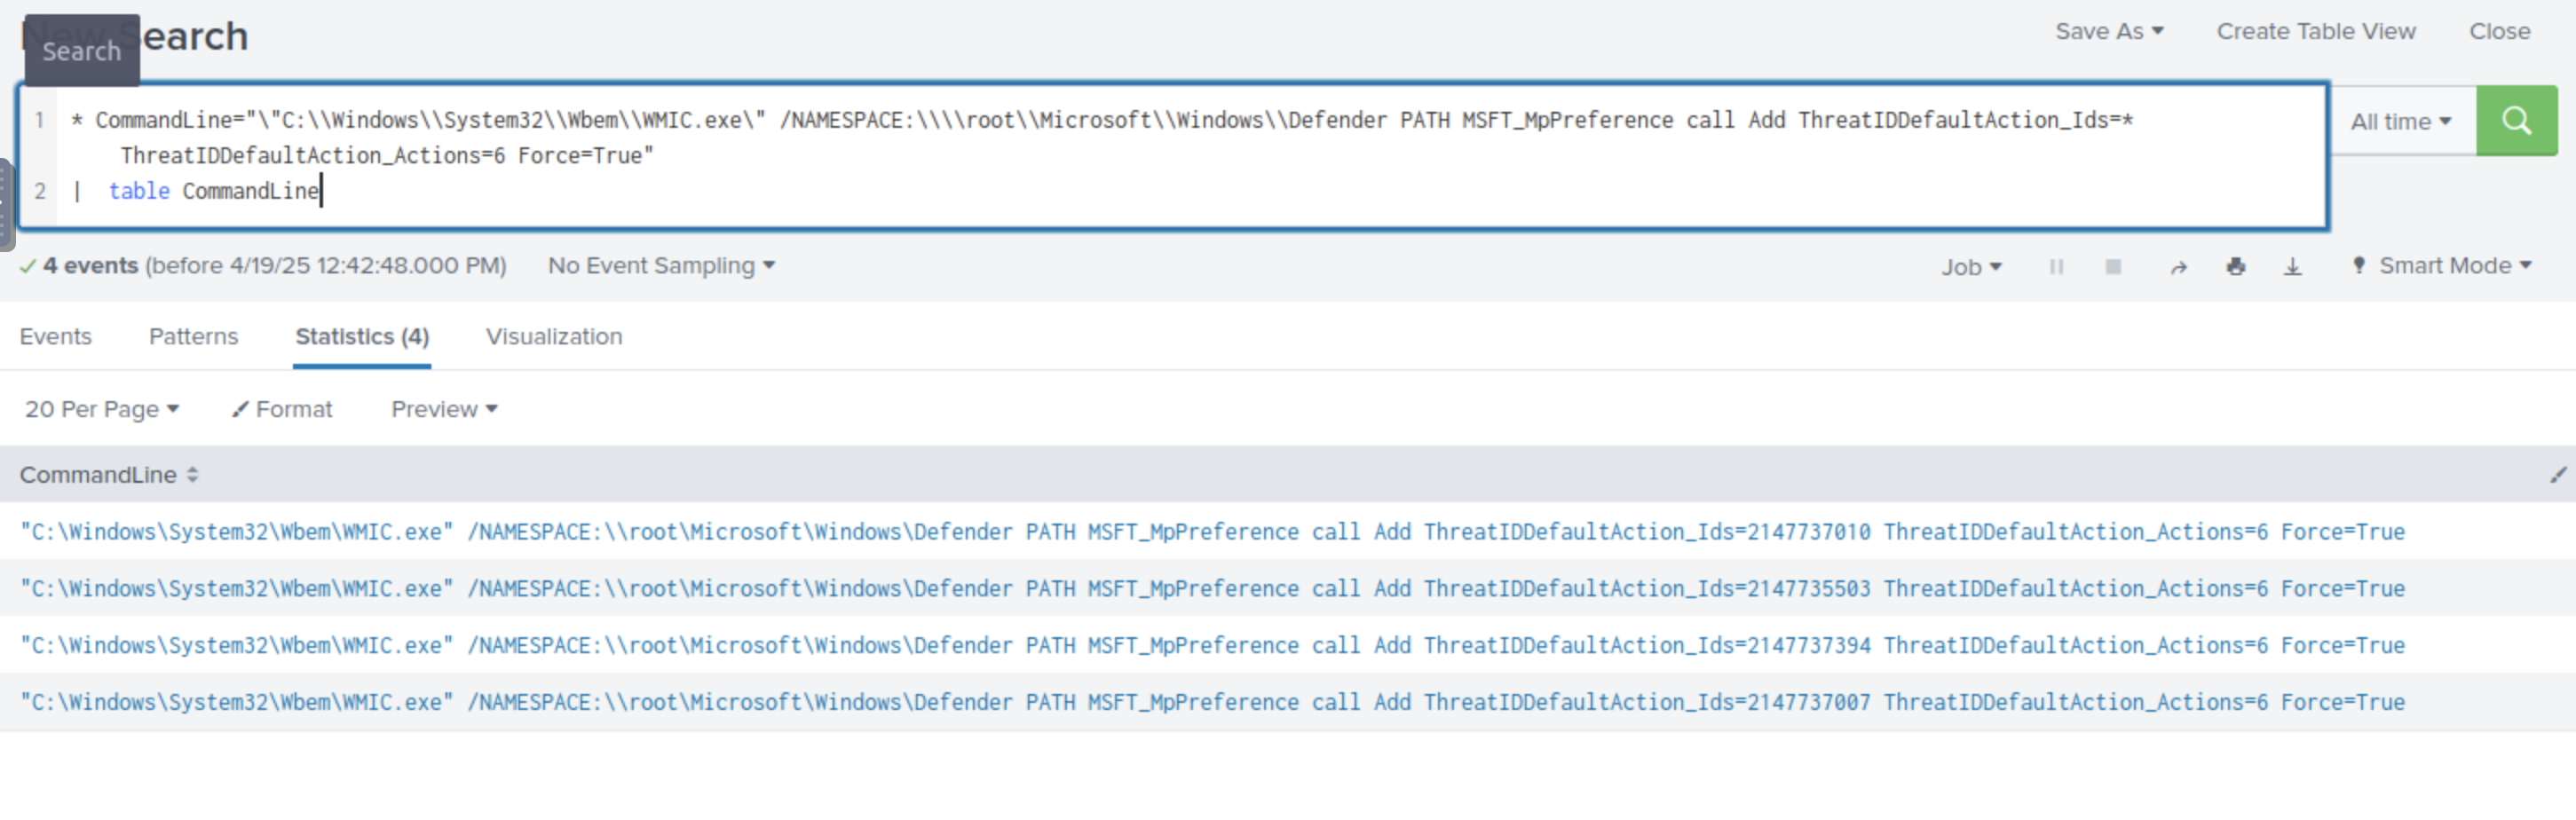 New Search
Search
Save As
Create Table View
Close
1 * CommandLine="\"C:\\Windows\\System32\\Wbem\\WMIC.exe\" /NAMESPACE:\\\\root\\Microsoft\\Windows\\Defender PATH MSFT_MpPreference call Add ThreatIDDefaultAction_Ids=*
ThreatIDDefaultAction_Actions=6 Force=True"
2 | table CommandLine
All time
4 events (before 4/19/25 12:42:48.000 PM)
No Event Sampling
Job
Smart Mode
Events
Patterns
Statistics (4)
Visualization
20 Per Page
Format
Preview
CommandLine
"C:\Windows\System32\Wbem\WMIC.exe" /NAMESPACE:\\root\Microsoft\Windows\Defender PATH MSFT_MpPreference call Add ThreatIDDefaultAction_Ids=2147737010 ThreatIDDefaultAction_Actions=6 Force=True
"C:\Windows\System32\Wbem\WMIC.exe" /NAMESPACE:\\root\Microsoft\Windows\Defender PATH MSFT_MpPreference call Add ThreatIDDefaultAction_Ids=2147735503 ThreatIDDefaultAction_Actions=6 Force=True
"C:\Windows\System32\Wbem\WMIC.exe" /NAMESPACE:\\root\Microsoft\Windows\Defender PATH MSFT_MpPreference call Add ThreatIDDefaultAction_Ids=2147737394 ThreatIDDefaultAction_Actions=6 Force=True
"C:\Windows\System32\Wbem\WMIC.exe" /NAMESPACE:\\root\Microsoft\Windows\Defender PATH MSFT_MpPreference call Add ThreatIDDefaultAction_Ids=2147737007 ThreatIDDefaultAction_Actions=6 Force=True